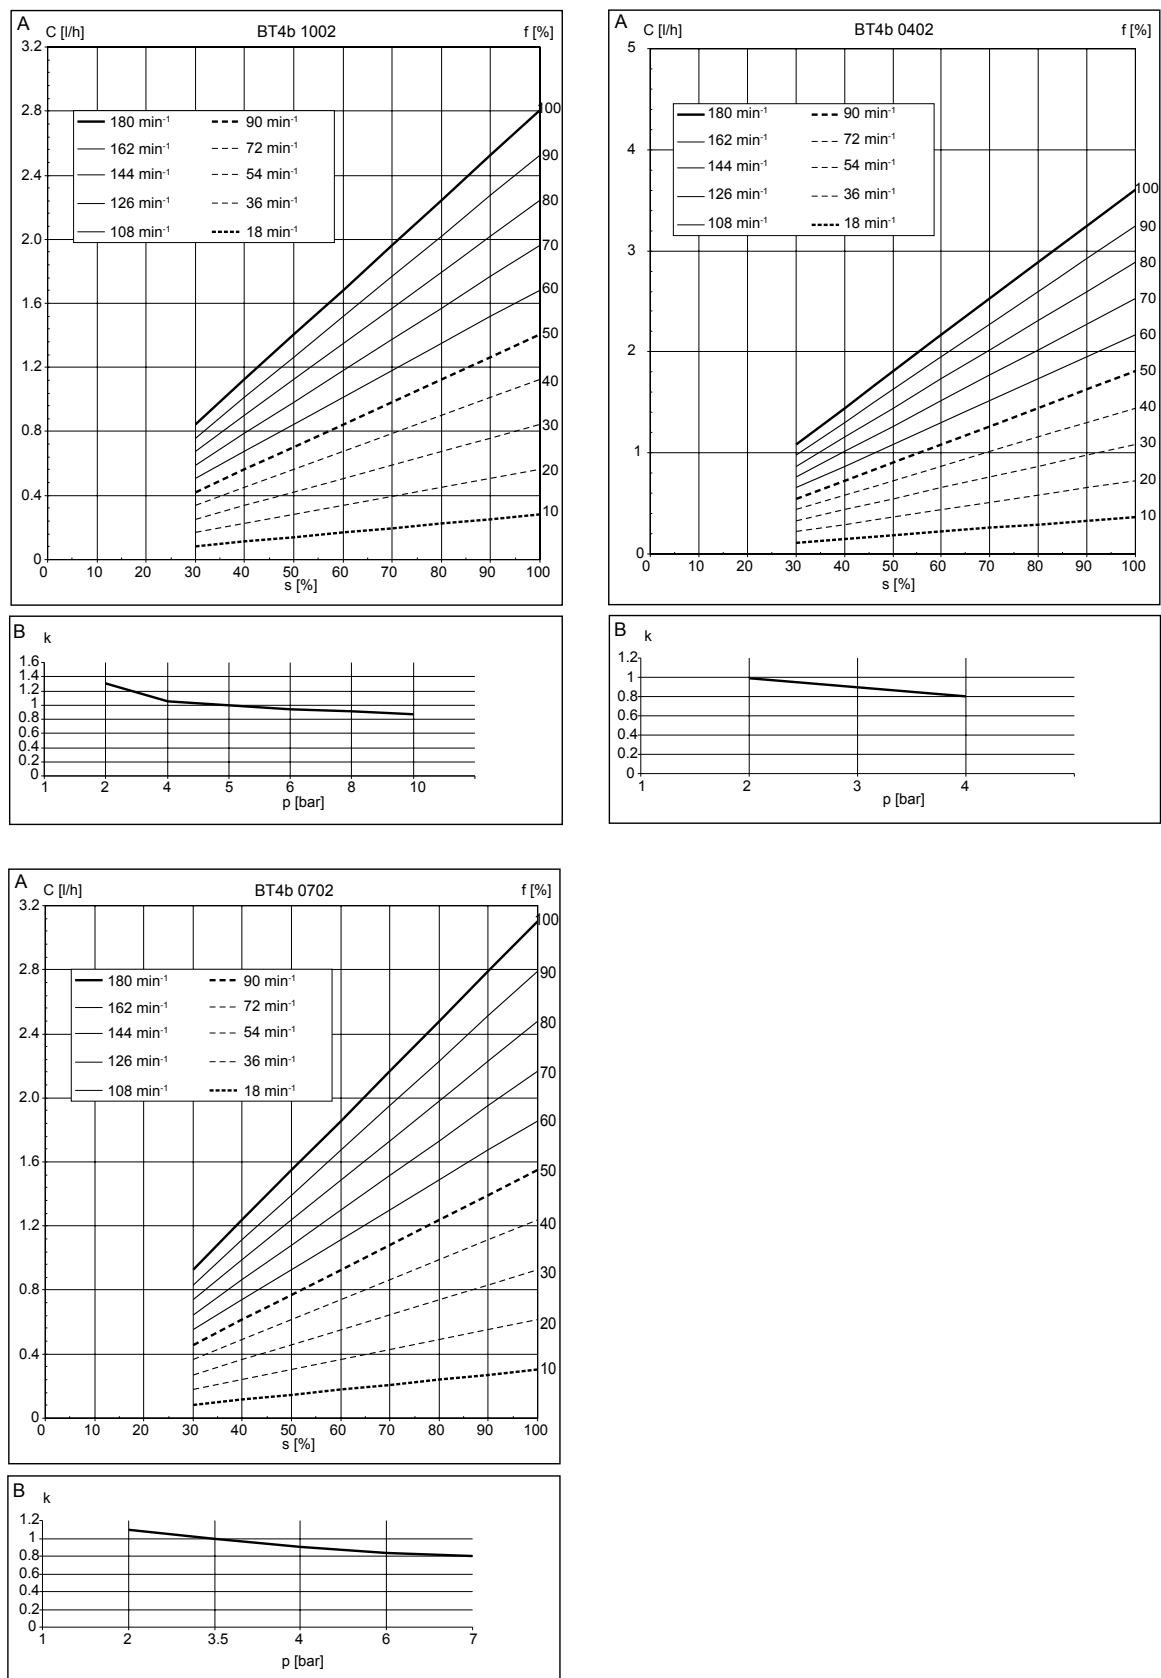 A
C [l/h] BT4b 1002 f [%]
3.2
2.8
2.4
2.0
1.6
1.2
0.8
0.4
0
180 min-1 90 min-1
162 min-1 72 min-1
144 min-1 54 min-1
126 min-1 36 min-1
108 min-1 18 min-1
100
90
80
70
60
50
40
30
20
10
0 10 20 30 40 50 60 70 80 90 100
s [%]
B
k
1.6
1.4
1.2
1
0.8
0.6
0.4
0.2
0
1 2 4 5 6 8 10
p [bar]
A
C [l/h] BT4b 0402 f [%]
5
4
3
2
1
0
180 min-1 90 min-1
162 min-1 72 min-1
144 min-1 54 min-1
126 min-1 36 min-1
108 min-1 18 min-1
100
90
80
70
60
50
40
30
20
10
0 10 20 30 40 50 60 70 80 90 100
s [%]
B
k
1.2
1
0.8
0.6
0.4
0.2
0
1 2 3 4
p [bar]
A
C [l/h] BT4b 0702 f [%]
3.2
2.8
2.4
2.0
1.6
1.2
0.8
0.4
0
180 min-1 90 min-1
162 min-1 72 min-1
144 min-1 54 min-1
126 min-1 36 min-1
108 min-1 18 min-1
100
90
80
70
60
50
40
30
20
10
0 10 20 30 40 50 60 70 80 90 100
s [%]
B
k
1.2
1
0.8
0.6
0.4
0.2
0
1 2 3.5 4 6 7
p [bar]